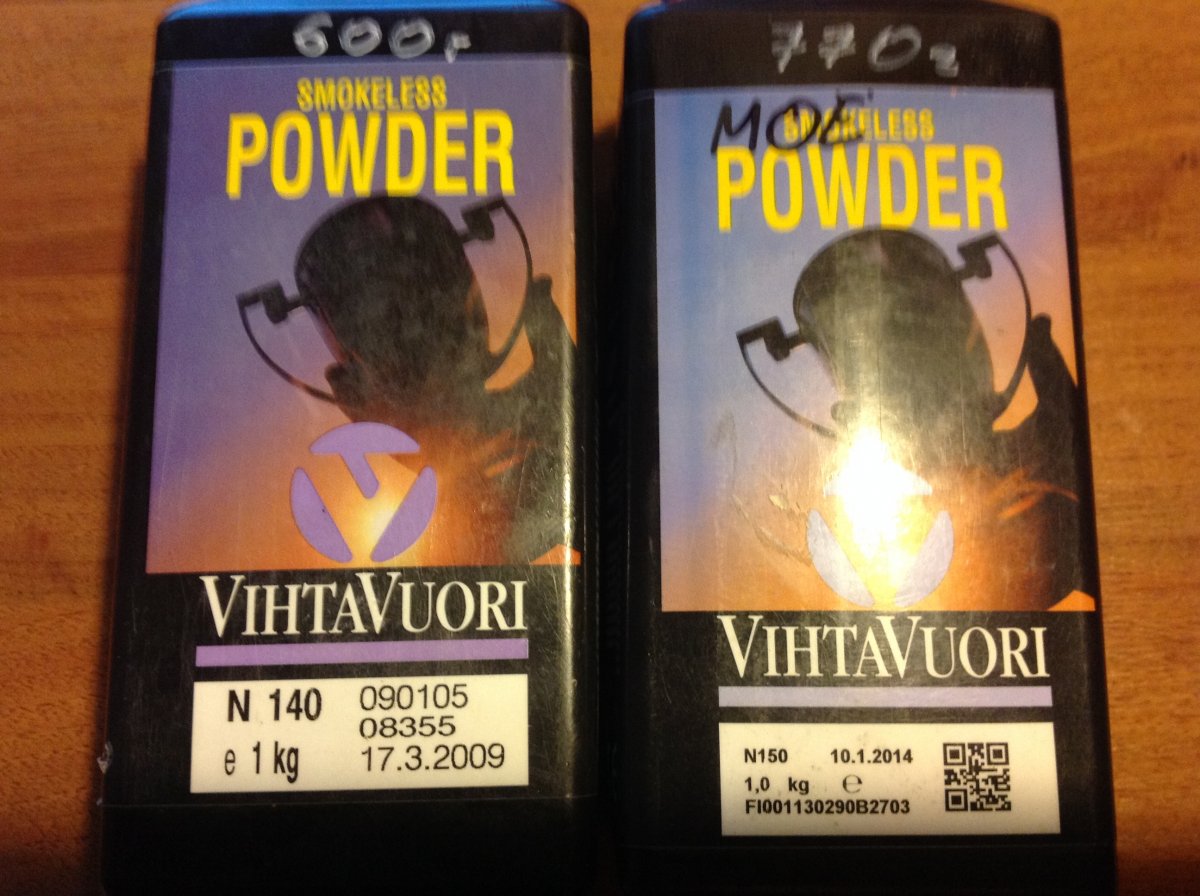 600г
SMOKELESS
POWDER
VIHTAVUORI
N 140 090105
08355
e 1 kg 17.3.2009
770г
МОЁ
SMOKELESS
POWDER
VIHTAVUORI
N150 10.1.2014
1,0 kg e
FI001130290B2703